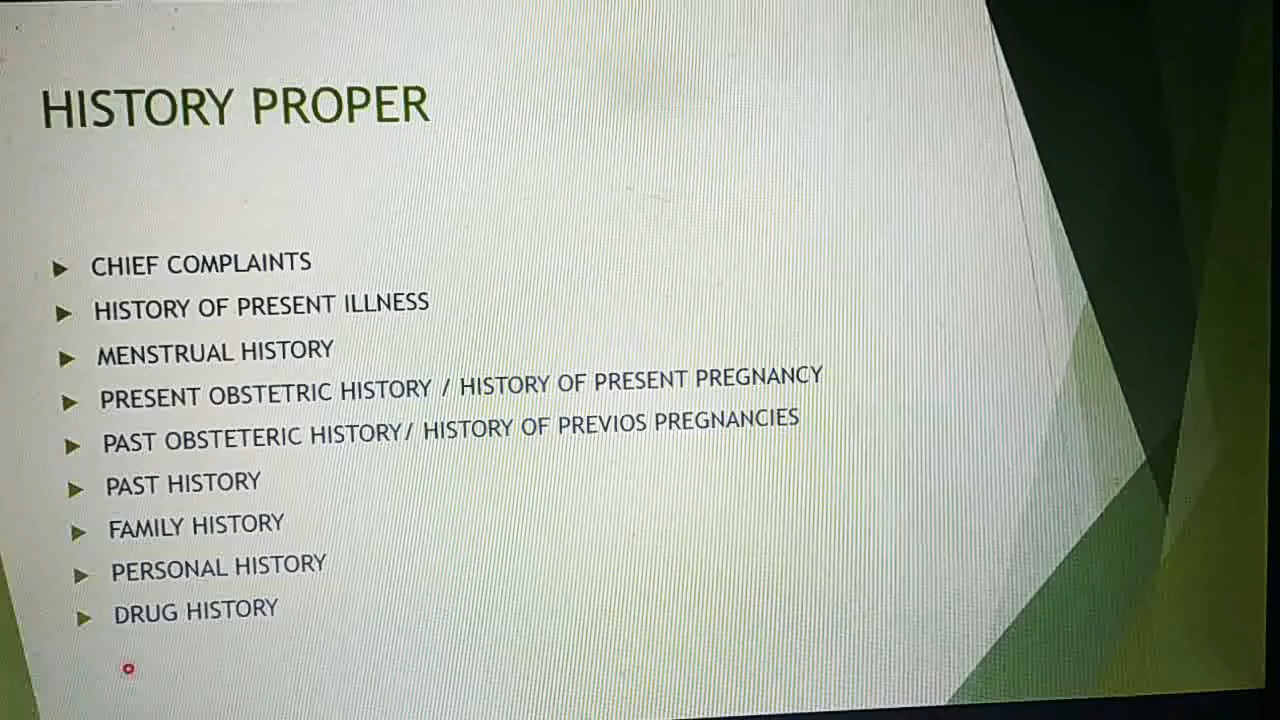 HISTORY PROPER
CHIEF COMPLAINTS
HISTORY OF PRESENT ILLNESS
MENSTRUAL HISTORY
PRESENT OBSTETRIC HISTORY / HISTORY OF PRESENT PREGNANCY
PAST OBSTETERIC HISTORY/ HISTORY OF PREVIOS PREGNANCIES
PAST HISTORY
FAMILY HISTORY
PERSONAL HISTORY
DRUG HISTORY